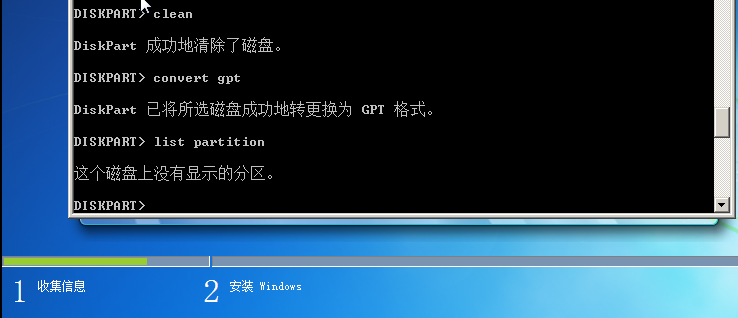 DISKPART> clean
DiskPart 成功地清除了磁盘。
DISKPART> convert gpt
DiskPart 已将所选磁盘成功地转更换为 GPT 格式。
DISKPART> list partition
这个磁盘上没有显示的分区。
DISKPART>
1 收集信息
2 安装 Windows